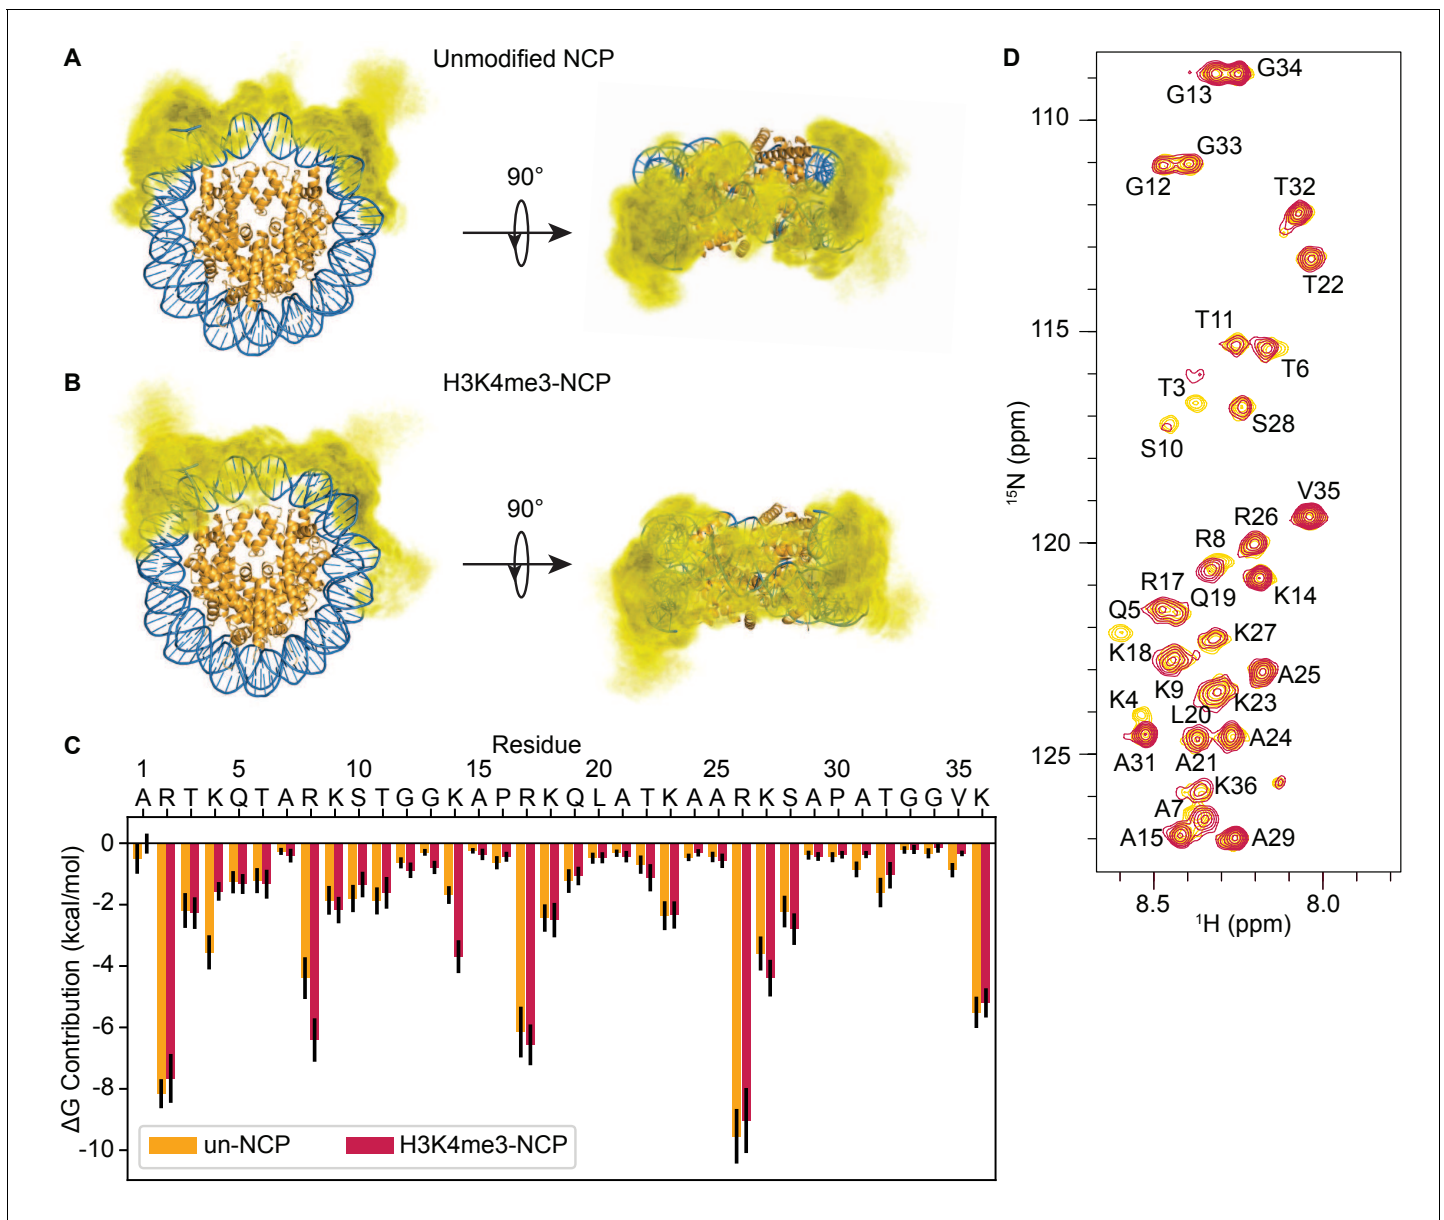 A
Unmodified NCP
90°
B
H3K4me3-NCP
90°
C
Residue
1 5 10 15 20 25 30 35
A R T K Q T A R K S T G G K A P R K Q L A T K A A R K S A P A T G G V K
0
-2
-4
-6
-8
-10
ΔG Contribution (kcal/mol)
un-NCP H3K4me3-NCP
D
110
115
120
125
15N (ppm)
8.5 8.0
1H (ppm)
G34
G13
G33
G12
T32
T22
T11
T6
T3
S28
S10
V35
R26
R8
R17
Q19
K14
Q5
K27
K18
A25
K9
K23
K4
L20
A24
A31
A21
K36
A7
A15
A29